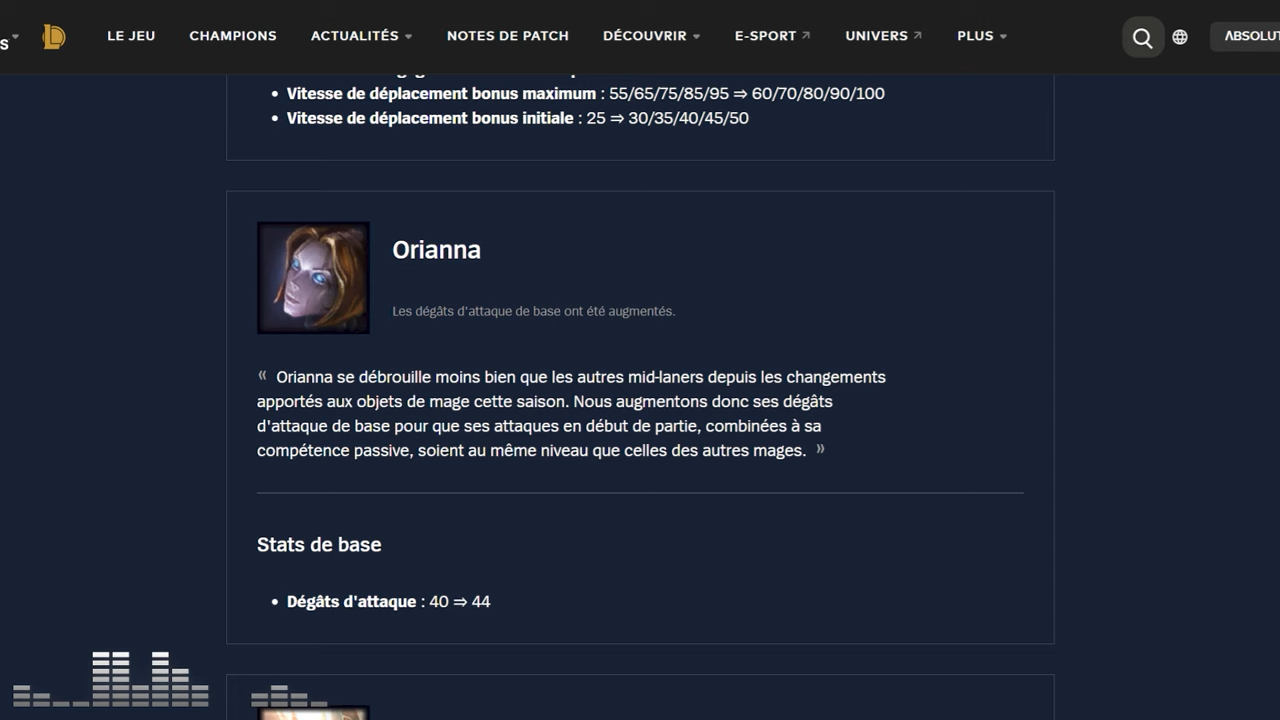 S
LE JEU CHAMPIONS ACTUALITÉS NOTES DE PATCH DÉCOUVRIR E-SPORT UNIVERS PLUS
• Vitesse de déplacement bonus maximum : 55/65/75/85/95 ⇒ 60/70/80/90/100
• Vitesse de déplacement bonus initiale : 25 ⇒ 30/35/40/45/50
Orianna
Les dégâts d'attaque de base ont été augmentés.
« Orianna se débrouille moins bien que les autres mid-laners depuis les changements
apportés aux objets de mage cette saison. Nous augmentons donc ses dégâts
d'attaque de base pour que ses attaques en début de partie, combinées à sa
compétence passive, soient au même niveau que celles des autres mages. »
Stats de base
• Dégâts d'attaque : 40 ⇒ 44